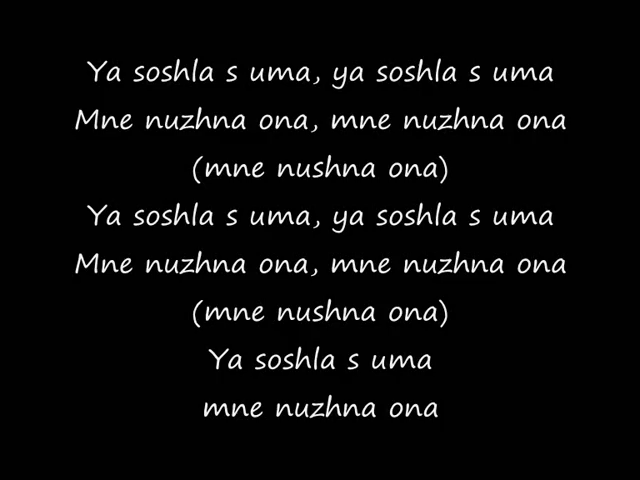 Ya soshla s uma, ya soshla s uma
Mne nuzhna ona, mne nuzhna ona
(mne nushna ona)
Ya soshla s uma, ya soshla s uma
Mne nuzhna ona, mne nuzhna ona
(mne nushna ona)
Ya soshla s uma
mne nuzhna ona